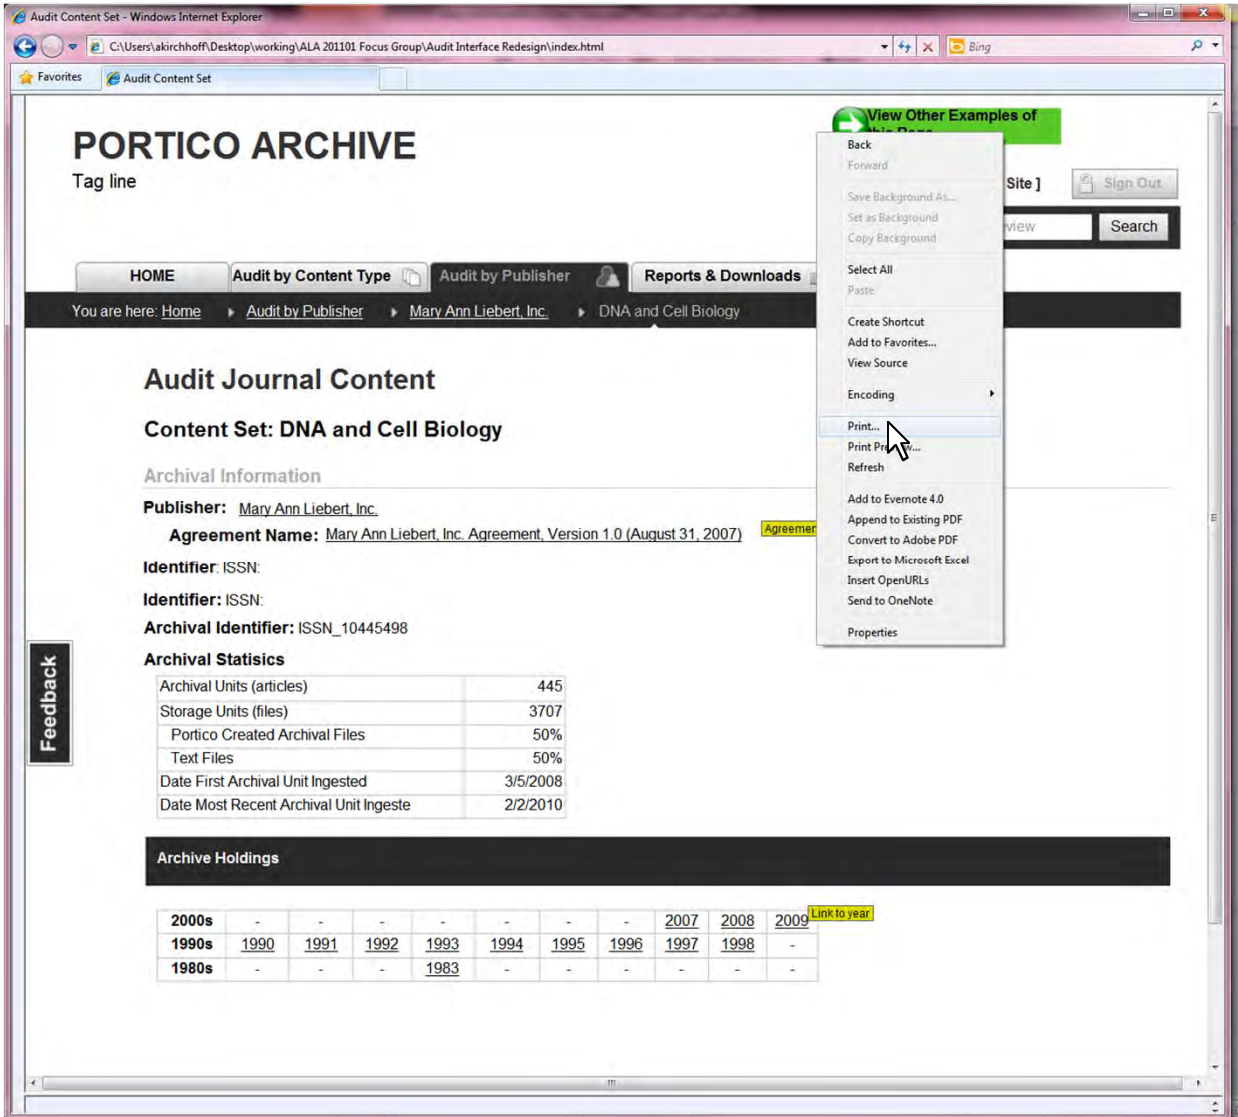 Audit Content Set - Windows Internet Explorer
C:\Users\akirchhoff\Desktop\working\ALA 201101 Focus Group\Audit Interface Redesign\index.html
Bing
Favorites
Audit Content Set
View Other Examples of
this Page
PORTICO ARCHIVE
Tag line
Site ]
Sign Out
Search
HOME
Audit by Content Type
Audit by Publisher
Reports & Downloads
You are here: Home
Audit by Publisher
Mary Ann Liebert, Inc.
DNA and Cell Biology
Back
Forward
Save Background As...
Set as Background
Copy Background
Select All
Paste
Create Shortcut
Add to Favorites...
View Source
Encoding
Print...
Print Preview...
Refresh
Add to Evernote 4.0
Append to Existing PDF
Convert to Adobe PDF
Export to Microsoft Excel
Insert OpenURLs
Send to OneNote
Properties
Audit Journal Content
Content Set: DNA and Cell Biology
Archival Information
Publisher: Mary Ann Liebert, Inc.
Agreement Name: Mary Ann Liebert, Inc. Agreement, Version 1.0 (August 31, 2007)
Agreemen
Identifier: ISSN:
Identifier: ISSN:
Archival Identifier: ISSN_10445498
Archival Statisics
Archival Units (articles) 445
Storage Units (files) 3707
Portico Created Archival Files 50%
Text Files 50%
Date First Archival Unit Ingested 3/5/2008
Date Most Recent Archival Unit Ingeste 2/2/2010
Feedback
Archive Holdings
2000s - - - - - - - 2007 2008 2009
Link to year
1990s 1990 1991 1992 1993 1994 1995 1996 1997 1998 -
1980s - - - 1983 - - - - - -